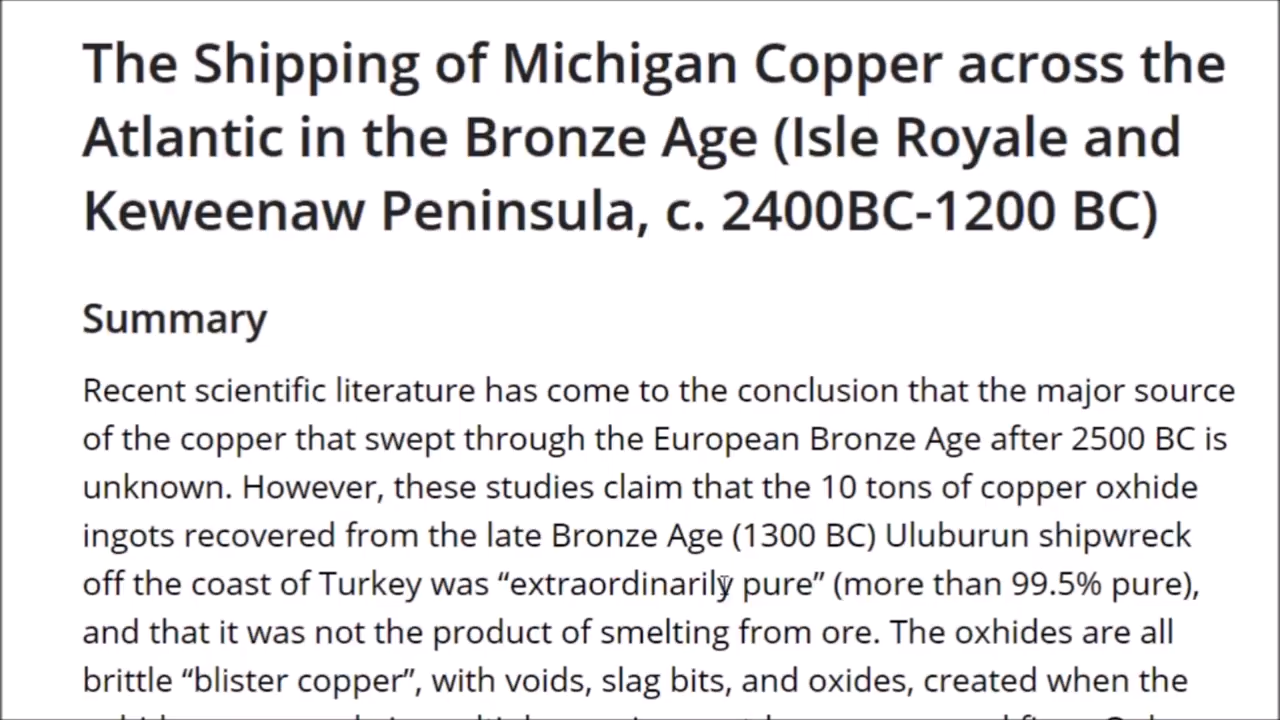 The Shipping of Michigan Copper across the
Atlantic in the Bronze Age (Isle Royale and
Keweenaw Peninsula, c. 2400BC-1200 BC)
Summary
Recent scientific literature has come to the conclusion that the major source
of the copper that swept through the European Bronze Age after 2500 BC is
unknown. However, these studies claim that the 10 tons of copper oxhide
ingots recovered from the late Bronze Age (1300 BC) Uluburun shipwreck
off the coast of Turkey was “extraordinarily pure” (more than 99.5% pure),
and that it was not the product of smelting from ore. The oxhides are all
brittle “blister copper”, with voids, slag bits, and oxides, created when the